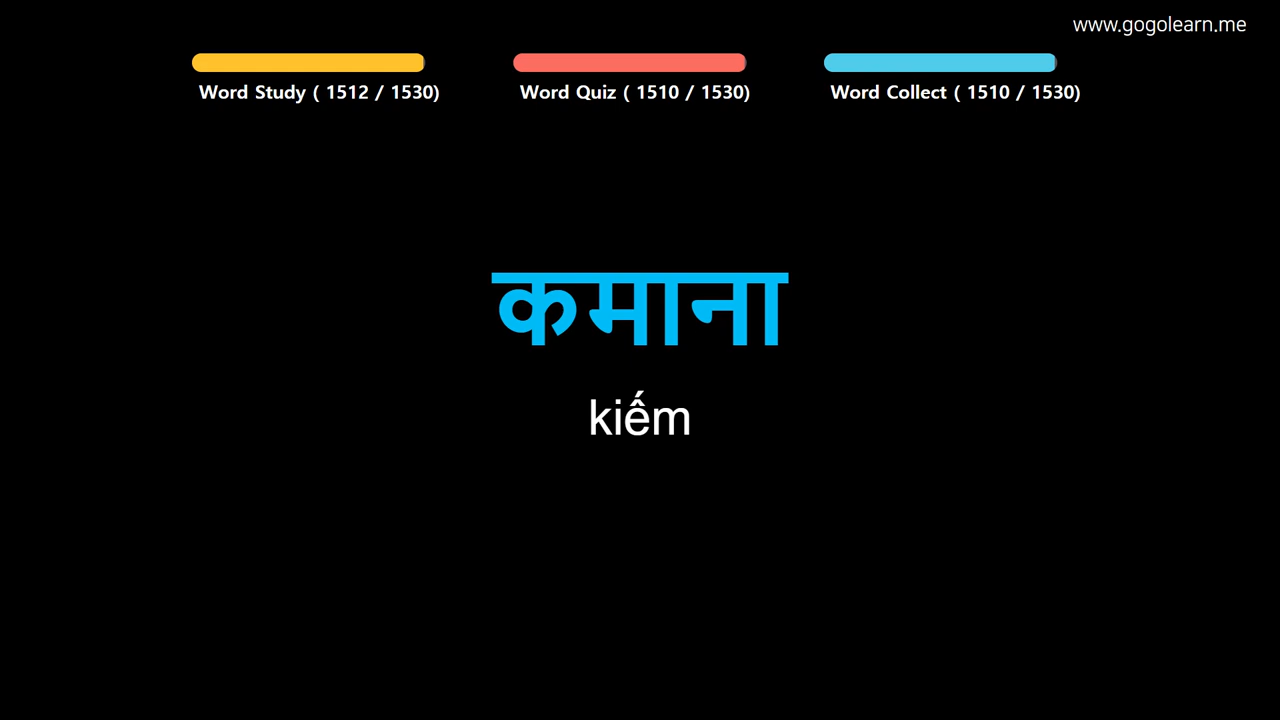 www.gogolearn.me
Word Study ( 1512 / 1530)
Word Quiz ( 1510 / 1530)
Word Collect ( 1510 / 1530)
कमाना
kiếm